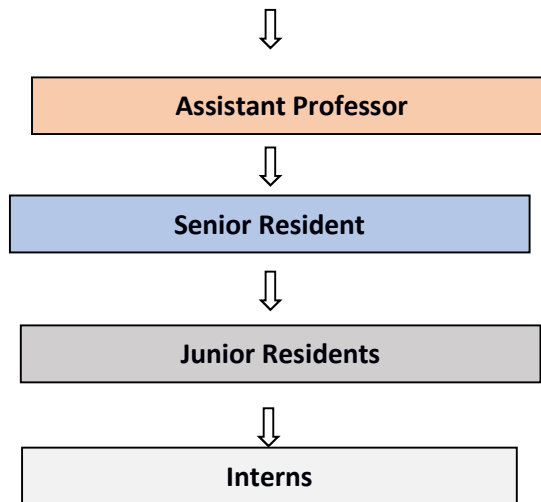 Assistant Professor
Senior Resident
Junior Residents
Interns